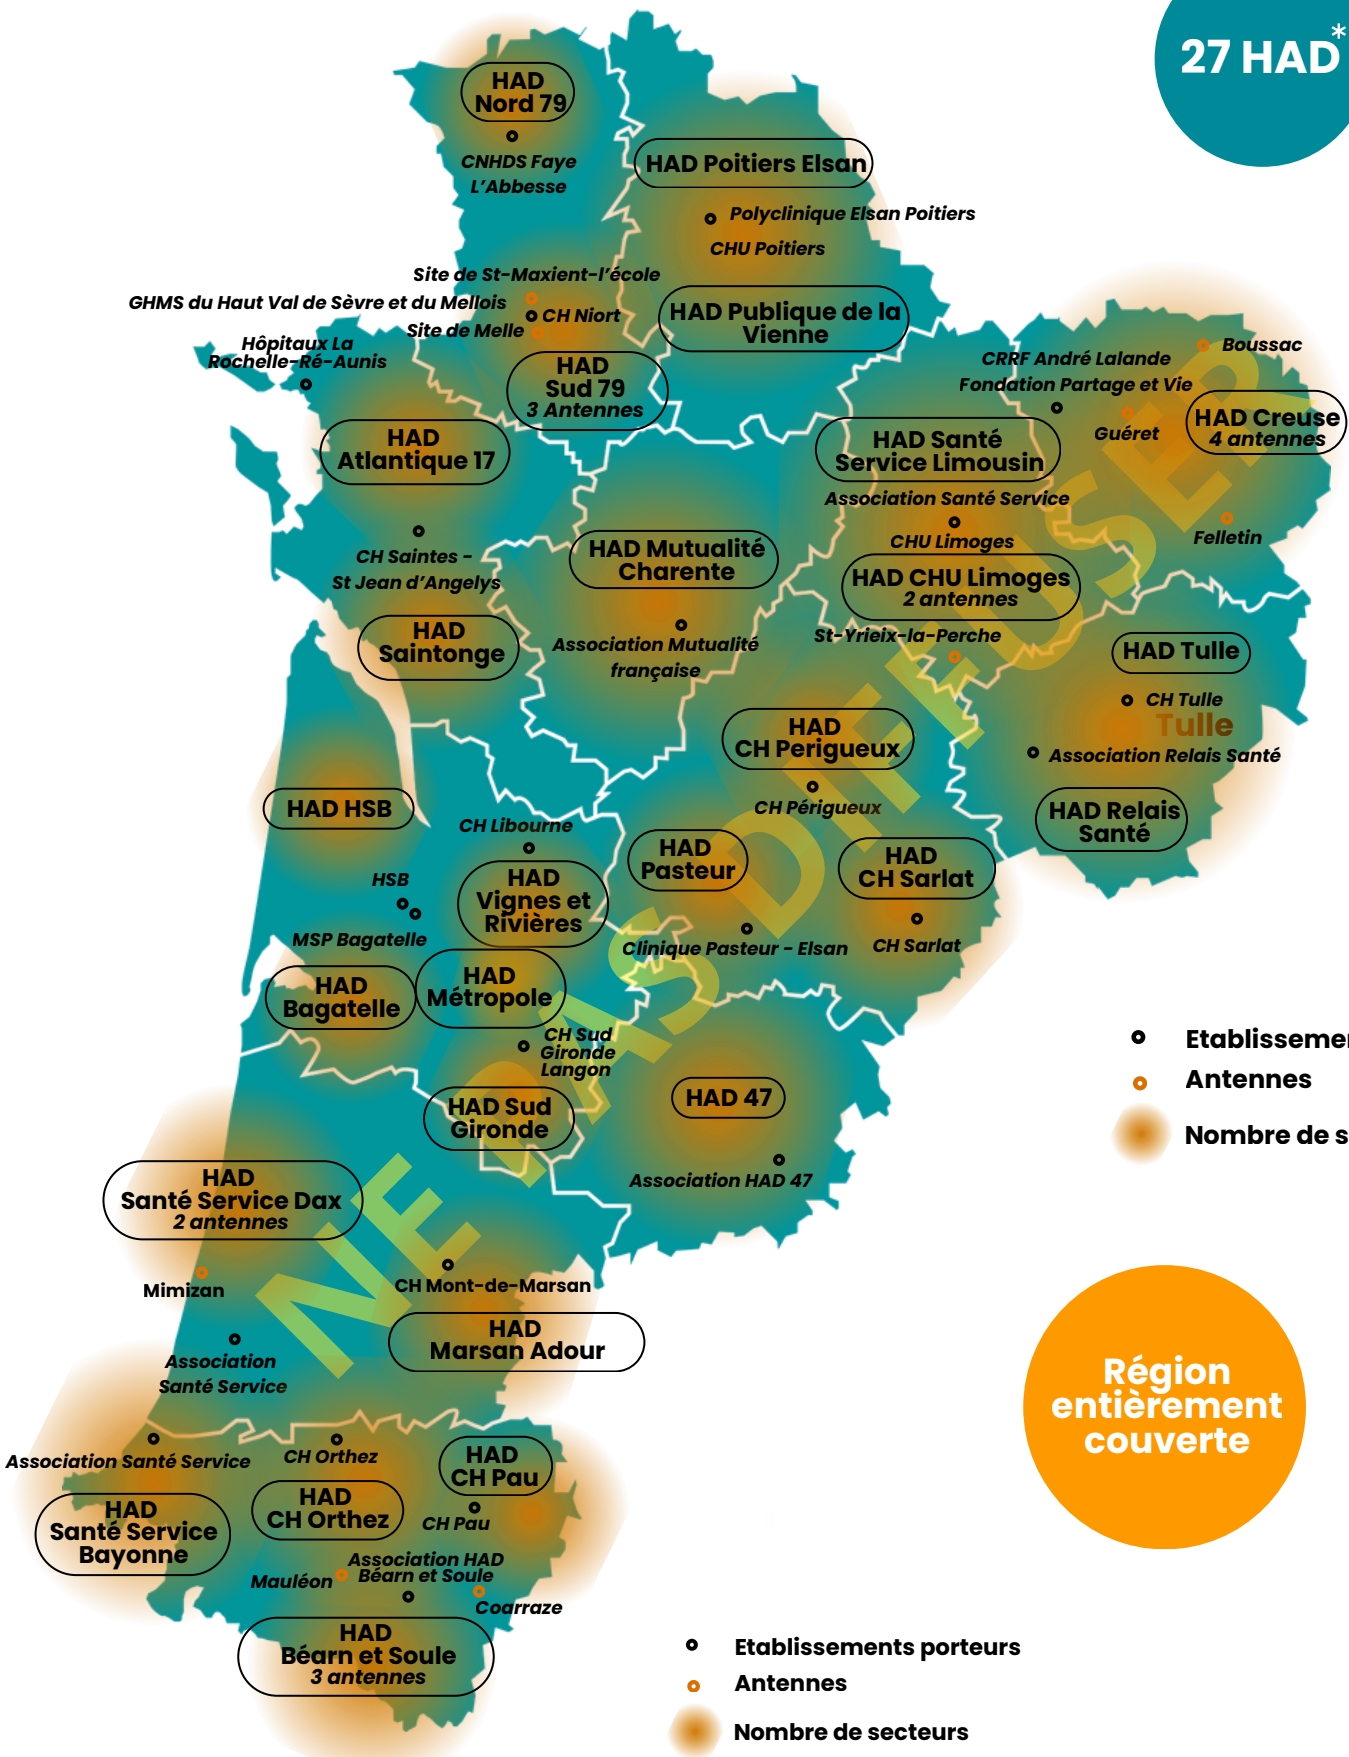 27 HAD*
HAD
Nord 79
CNHDS Faye
L'Abbesse
HAD Poitiers Elsan
Polyclinique Elsan Poitiers
CHU Poitiers
HAD Publique de la
Vienne
Site de St-Maxient-l'école
GHMS du Haut Val de Sèvre et du Mellois
CH Niort
Site de Melle
HAD
Sud 79
3 Antennes
Hôpitaux La
Rochelle-Ré-Aunis
HAD
Atlantique 17
CH Saintes -
St Jean d'Angelys
HAD
Saintonge
HAD Mutualité
Charente
Association Mutualité
française
Boussac
CRRF André Lalande
Fondation Partage et Vie
Guéret
HAD Creuse
4 antennes
Felletin
HAD Santé
Service Limousin
Association Santé Service
CHU Limoges
HAD CHU Limoges
2 antennes
St-Yrieix-la-Perche
HAD Tulle
CH Tulle
Tulle
Association Relais Santé
HAD Relais
Santé
HAD
CH Perigueux
CH Périgueux
HAD
Pasteur
Clinique Pasteur - Elsan
HAD
CH Sarlat
CH Sarlat
HAD HSB
CH Libourne
HAD
Vignes et
Rivières
HSB
MSP Bagatelle
HAD
Bagatelle
HAD
Métropole
CH Sud
Gironde
Langon
HAD Sud
Gironde
HAD 47
Association HAD 47
HAD
Santé Service Dax
2 antennes
Mimizan
Association
Santé Service
CH Mont-de-Marsan
HAD
Marsan Adour
Association Santé Service
HAD
Santé Service
Bayonne
CH Orthez
HAD
CH Orthez
HAD
CH Pau
CH Pau
Association HAD
Béarn et Soule
Mauléon
Coarraze
HAD
Béarn et Soule
3 antennes
NE PAS DIFFUSER
Etablissemen
Antennes
Nombre de s
Région
entièrement
couverte
Etablissements porteurs
Antennes
Nombre de secteurs